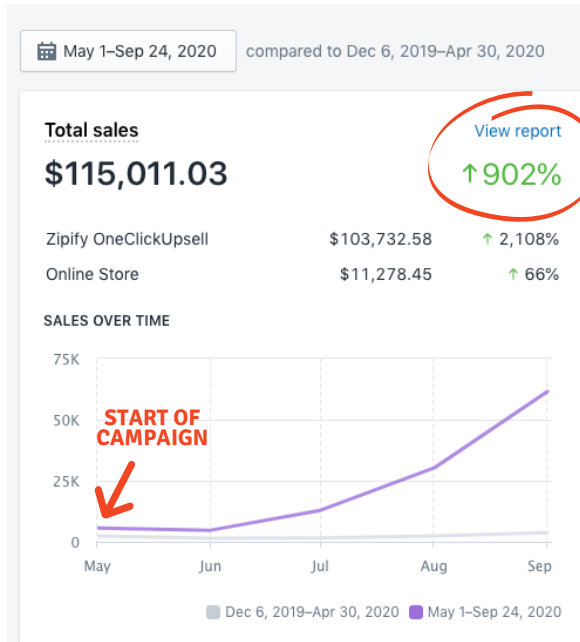 May 1–Sep 24, 2020 compared to Dec 6, 2019–Apr 30, 2020
Total sales View report
$115,011.03 ↑902%
Zipify OneClickUpsell $103,732.58 ↑ 2,108%
Online Store $11,278.45 ↑ 66%
SALES OVER TIME
75K
50K
START OF
CAMPAIGN
25K
0
May Jun Jul Aug Sep
Dec 6, 2019–Apr 30, 2020 May 1–Sep 24, 2020